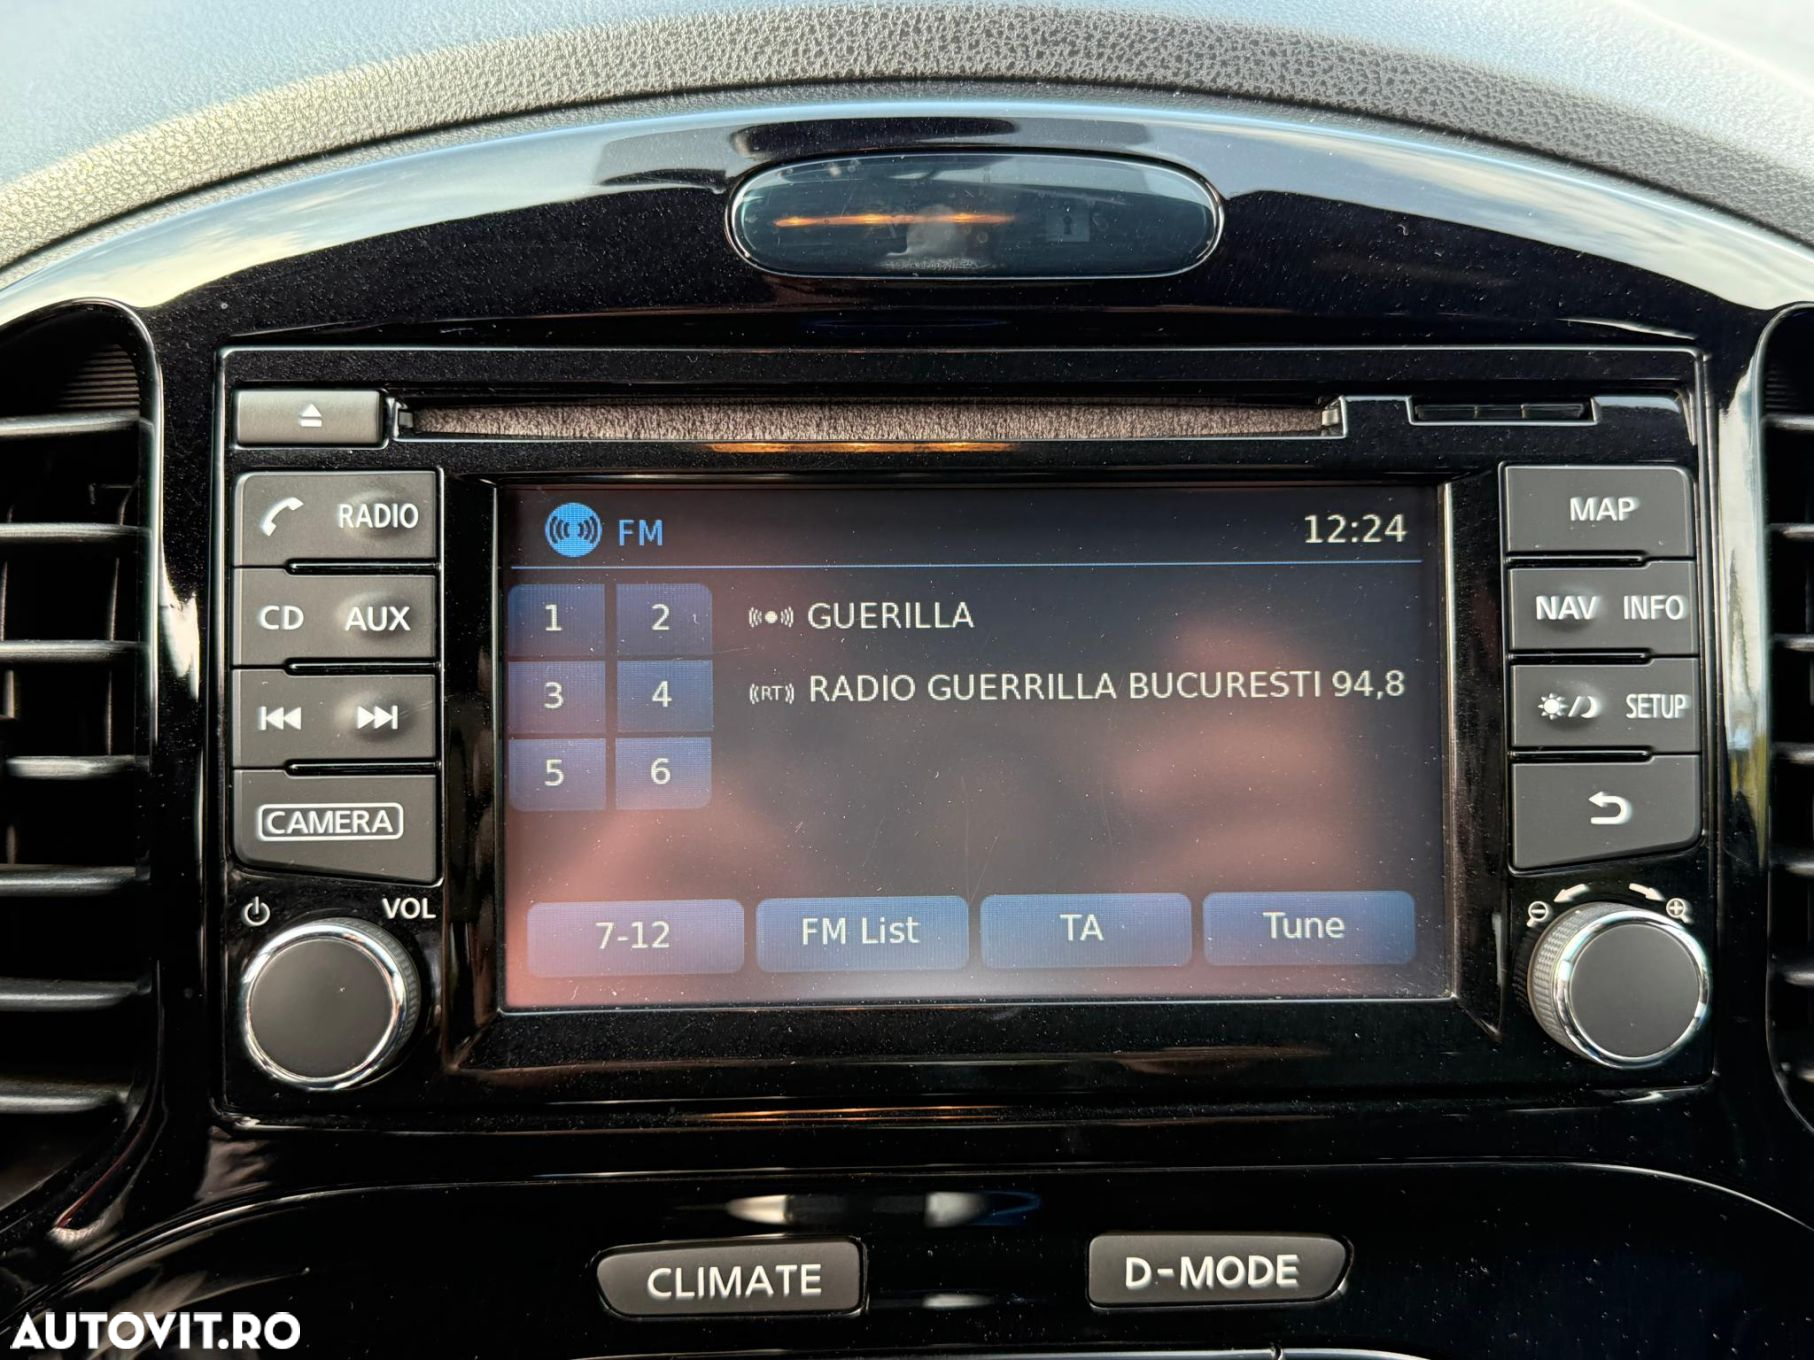 RADIO
CD AUX
CAMERA
VOL
FM
12:24
1 2
3 4
5 6
GUERILLA
RT RADIO GUERRILLA BUCURESTI 94,8
7-12 FM List TA Tune
MAP
NAV INFO
SETUP
CLIMATE
D-MODE
AUTOVIT.RO